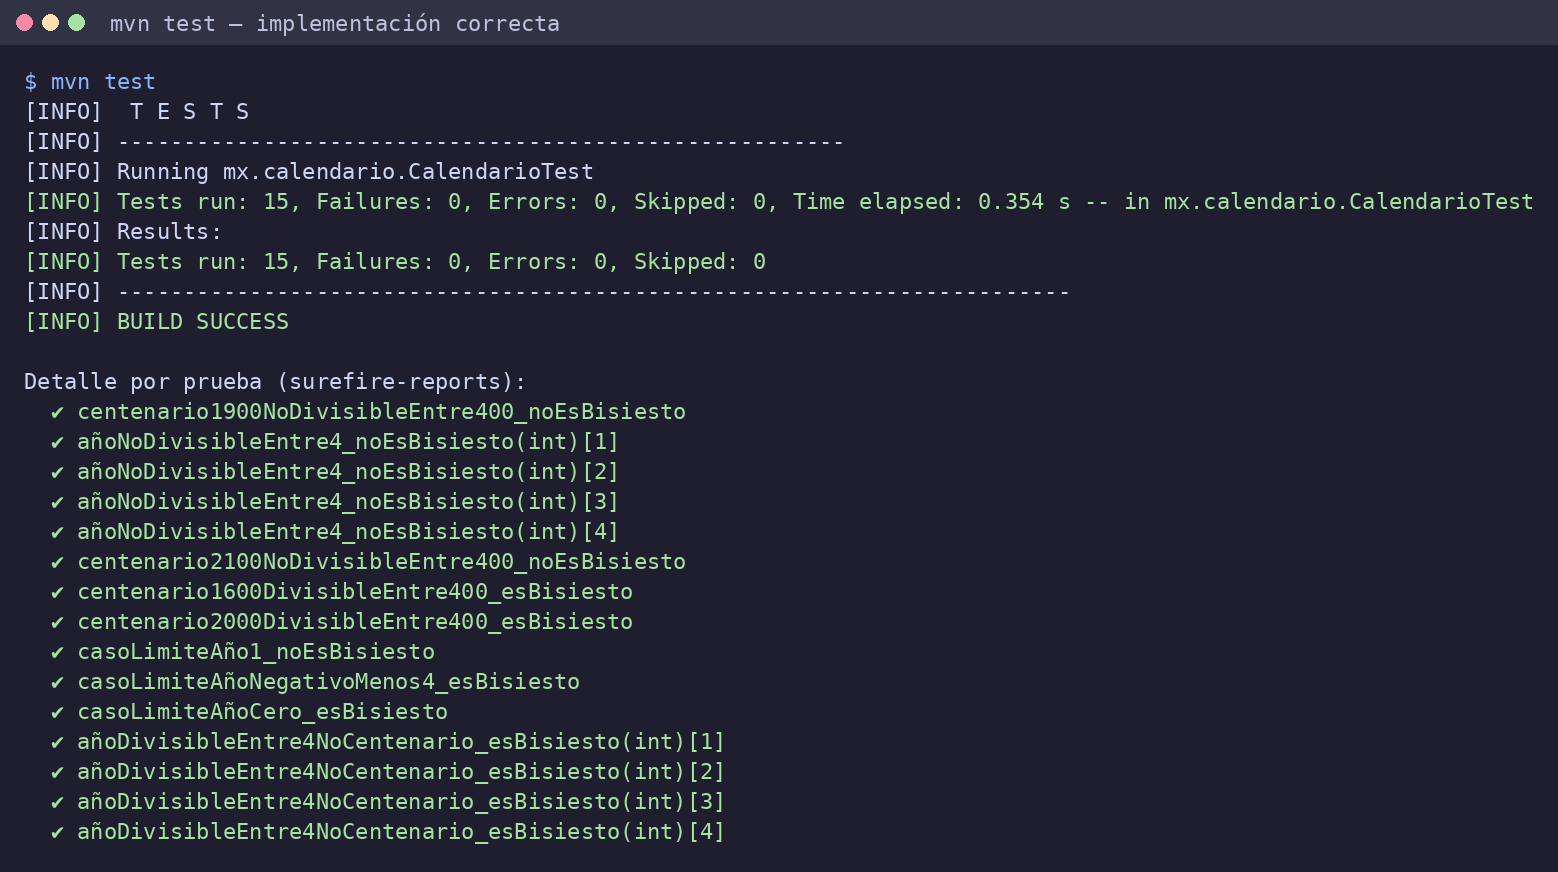 mvn test — implementación correcta
$ mvn test
[INFO]  T E S T S
[INFO] -------------------------------------------------------
[INFO] Running mx.calendario.CalendarioTest
[INFO] Tests run: 15, Failures: 0, Errors: 0, Skipped: 0, Time elapsed: 0.354 s -- in mx.calendario.CalendarioTest
[INFO] Results:
[INFO] Tests run: 15, Failures: 0, Errors: 0, Skipped: 0
[INFO] ------------------------------------------------------------------------
[INFO] BUILD SUCCESS
Detalle por prueba (surefire-reports):
✔ centenario1900NoDivisibleEntre400_noEsBisiesto
✔ añoNoDivisibleEntre4_noEsBisiesto(int)[1]
✔ añoNoDivisibleEntre4_noEsBisiesto(int)[2]
✔ añoNoDivisibleEntre4_noEsBisiesto(int)[3]
✔ añoNoDivisibleEntre4_noEsBisiesto(int)[4]
✔ centenario2100NoDivisibleEntre400_noEsBisiesto
✔ centenario1600DivisibleEntre400_esBisiesto
✔ centenario2000DivisibleEntre400_esBisiesto
✔ casoLimiteAño1_noEsBisiesto
✔ casoLimiteAñoNegativoMenos4_esBisiesto
✔ casoLimiteAñoCero_esBisiesto
✔ añoDivisibleEntre4NoCentenario_esBisiesto(int)[1]
✔ añoDivisibleEntre4NoCentenario_esBisiesto(int)[2]
✔ añoDivisibleEntre4NoCentenario_esBisiesto(int)[3]
✔ añoDivisibleEntre4NoCentenario_esBisiesto(int)[4]